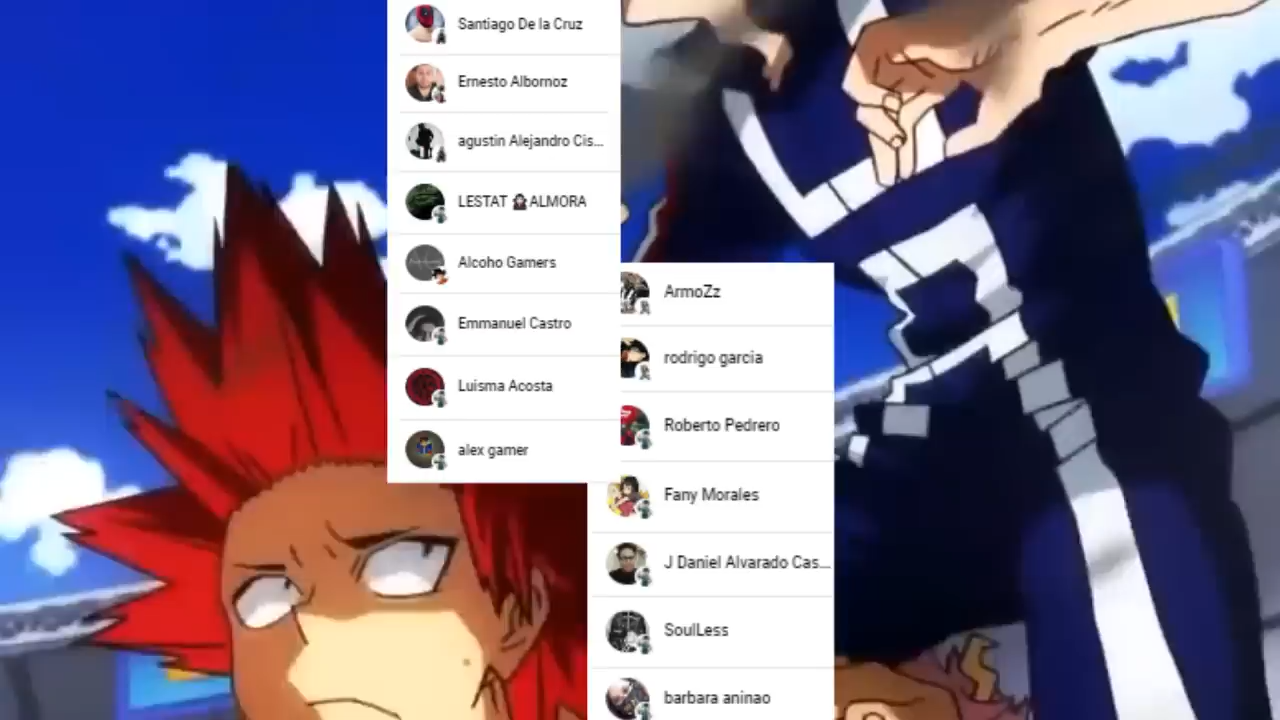 Santiago De la Cruz
Ernesto Albornoz
agustin Alejandro Cis...
LESTAT 🧛🏻‍♂️ALMORA
Alcoho Gamers
Emmanuel Castro
Luisma Acosta
alex gamer
ArmoZz
rodrigo garcia
Roberto Pedrero
Fany Morales
J Daniel Alvarado Cas...
SoulLess
barbara aninao